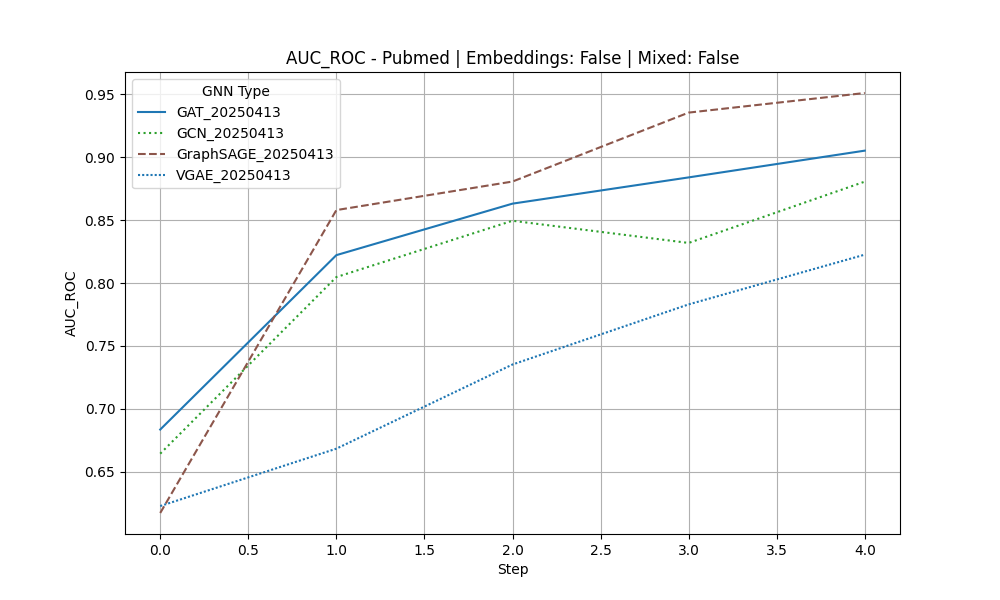 AUC_ROC - Pubmed | Embeddings: False | Mixed: False
GNN Type
GAT_20250413
GCN_20250413
GraphSAGE_20250413
VGAE_20250413
AUC_ROC
0.95
0.90
0.85
0.80
0.75
0.70
0.65
0.0 0.5 1.0 1.5 2.0 2.5 3.0 3.5 4.0
Step